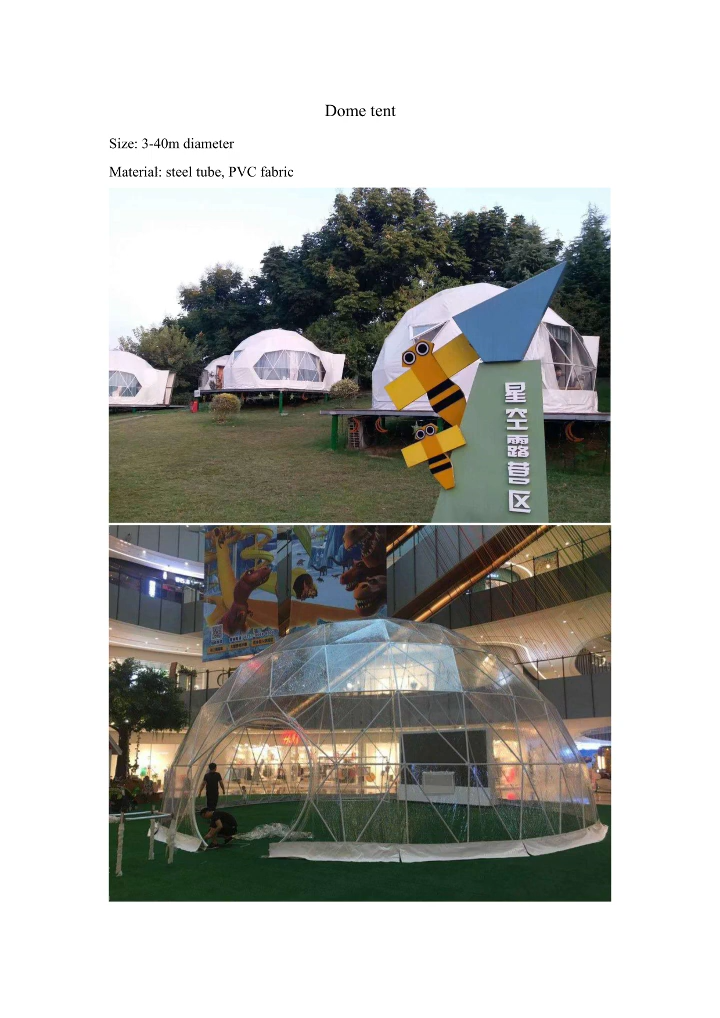 Dome tent
Size: 3-40m diameter
Material: steel tube, PVC fabric
星空露营区